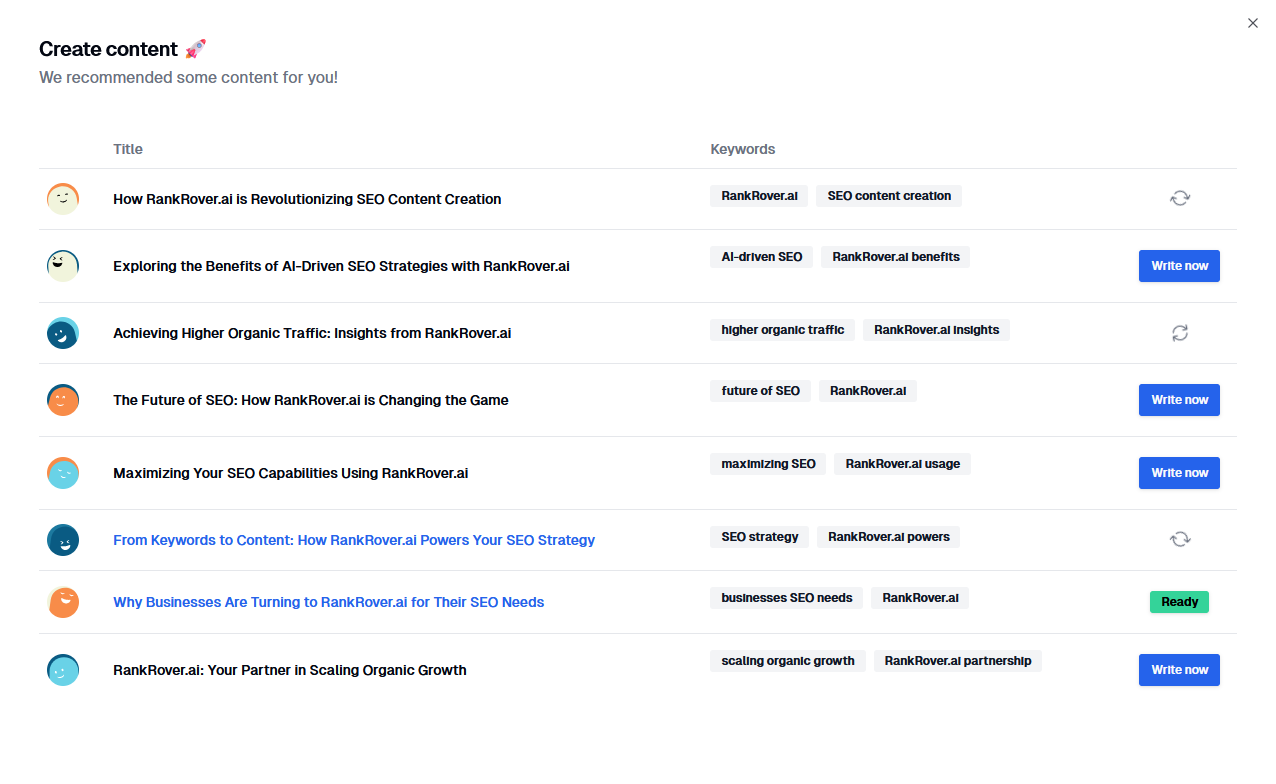 Create content 🚀
We recommended some content for you!
Title Keywords
How RankRover.ai is Revolutionizing SEO Content Creation RankRover.ai SEO content creation
Exploring the Benefits of AI-Driven SEO Strategies with RankRover.ai AI-driven SEO RankRover.ai benefits Write now
Achieving Higher Organic Traffic: Insights from RankRover.ai higher organic traffic RankRover.ai insights
The Future of SEO: How RankRover.ai is Changing the Game future of SEO RankRover.ai Write now
Maximizing Your SEO Capabilities Using RankRover.ai maximizing SEO RankRover.ai usage Write now
From Keywords to Content: How RankRover.ai Powers Your SEO Strategy SEO strategy RankRover.ai powers
Why Businesses Are Turning to RankRover.ai for Their SEO Needs businesses SEO needs RankRover.ai Ready
RankRover.ai: Your Partner in Scaling Organic Growth scaling organic growth RankRover.ai partnership Write now